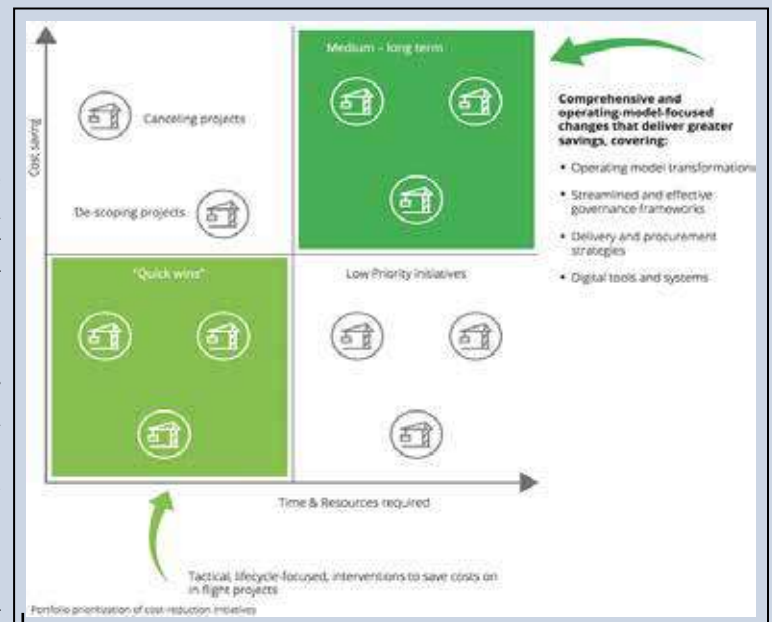 Medium – long term
Canceling projects
Cost saving
De-scoping projects
Comprehensive and
operating-model-focused
changes that deliver greater
savings, covering:
• Operating model transformations
• Streamlined and effective
governance frameworks
• Delivery and procurement
strategies
• Digital tools and systems
"Quick wins"
Low Priority initiatives
Time & Resources required
Tactical, lifecycle-focused, interventions to save costs on
in flight projects
Portfolio prioritization of cost-reduction initiatives